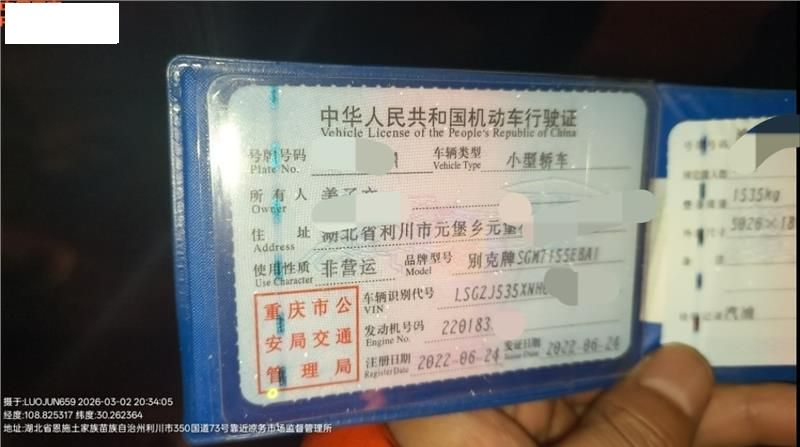 中华人民共和国机动车行驶证
Vehicle License of the People's Republic of China
号牌号码
Plate No.
车辆类型 小型轿车
Vehicle Type
所有人
Owner
住址 湖北省利川市元堡乡元堡
Address
使用性质 非营运
Use Character
品牌型号 别克牌SGM7155EBA1
Model
车辆识别代号 LSGZJ535XNH
VIN
发动机号码 220183
Engine No.
注册日期 2022-06-24
Register Date
发证日期 2022-06-24
Issue Date
重庆市公
安局交通
管理局
号牌号码
1535kg
汽油
摄于:LUOJUN659 2026-03-02 20:34:05
经度:108.825317 纬度:30.262364
地址:湖北省恩施土家族苗族自治州利川市350国道73号靠近凉务市场监督管理所